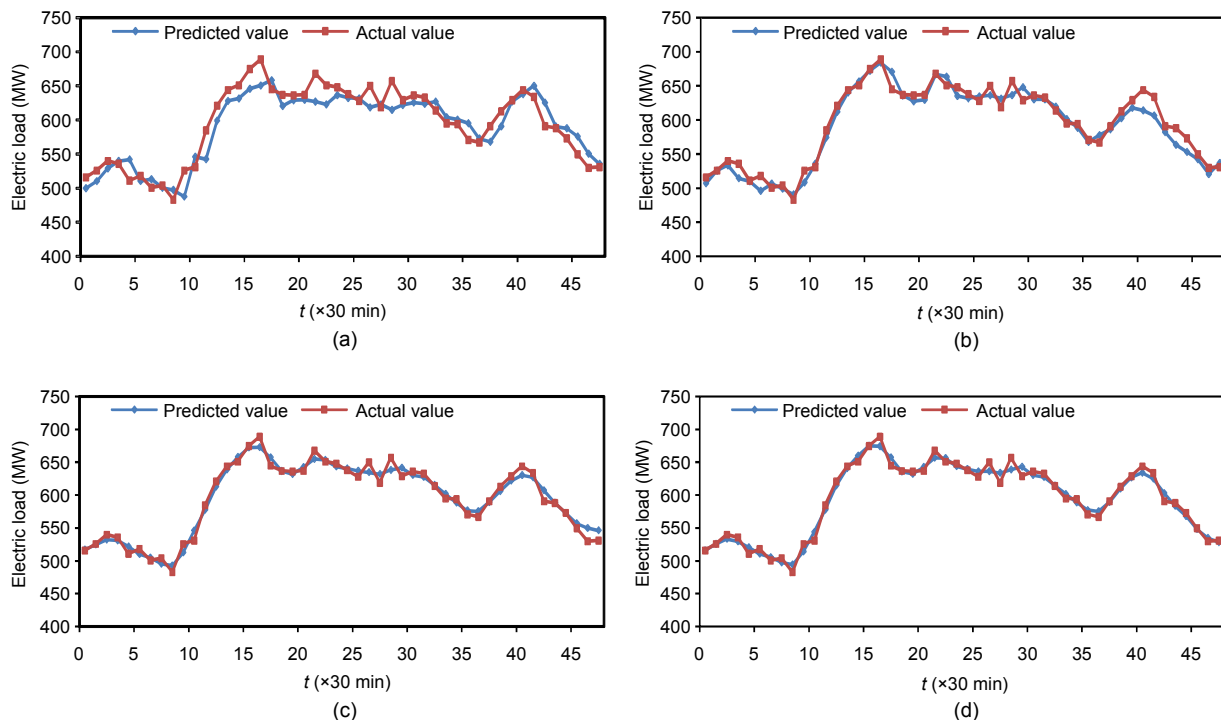 750
700
650
600
550
500
450
400
Electric load (MW)
Predicted value
Actual value
0 5 10 15 20 25 30 35 40 45
t (×30 min)
(a)
750
700
650
600
550
500
450
400
Electric load (MW)
Predicted value
Actual value
0 5 10 15 20 25 30 35 40 45
t (×30 min)
(b)
750
700
650
600
550
500
450
400
Electric load (MW)
Predicted value
Actual value
0 5 10 15 20 25 30 35 40 45
t (×30 min)
(c)
750
700
650
600
550
500
450
400
Electric load (MW)
Predicted value
Actual value
0 5 10 15 20 25 30 35 40 45
t (×30 min)
(d)